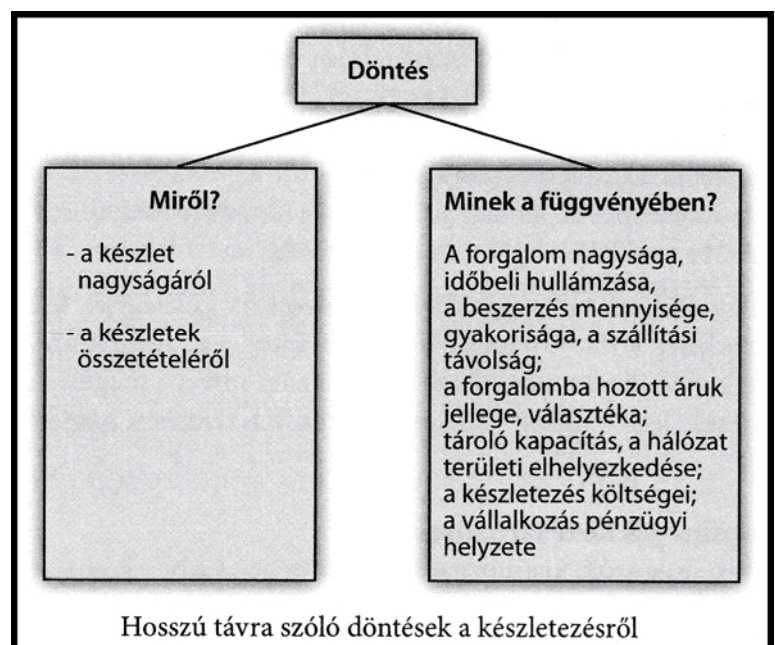 Döntés
Miről?
- a készlet
nagyságáról
- a készletek
összetételéről
Minek a függvényében?
A forgalom nagysága,
időbeli hullámzása,
a beszerzés mennyisége,
gyakorisága, a szállítási
távolság;
a forgalomba hozott áruk
jellege, választéka;
tároló kapacítás, a hálózat
területi elhelyezkedése;
a készletezés költségei;
a vállalkozás pénzügyi
helyzete
Hosszú távra szóló döntések a készletezésről